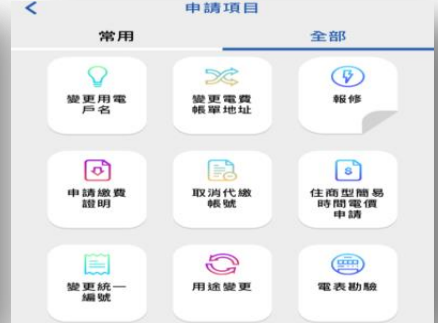 申請項目
常用
全部
變更用電
戶名
變更電費
帳單地址
報修
申請繳費
證明
取消代繳
帳號
住商型簡易
時間電價
申請
變更統一
編號
用途變更
電表勘驗